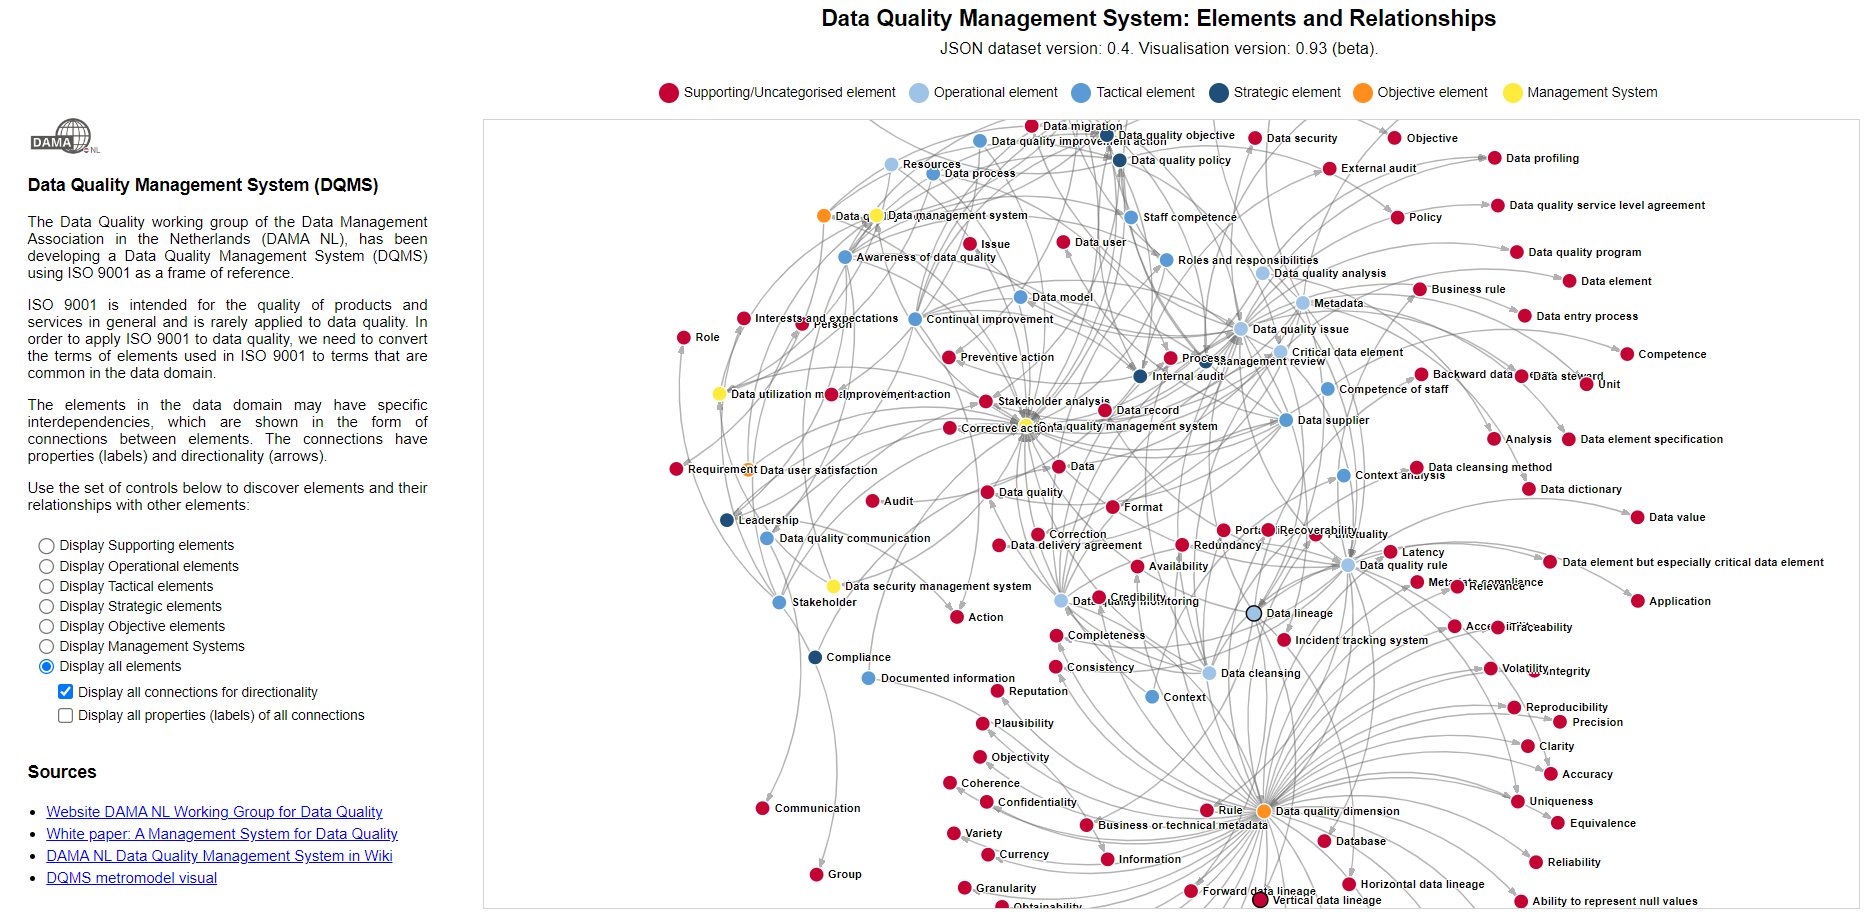 Data Quality Management System: Elements and Relationships
JSON dataset version: 0.4. Visualisation version: 0.93 (beta).
Supporting/Uncategorised element
Operational element
Tactical element
Strategic element
Objective element
Management System
DAMA NL
Data Quality Management System (DQMS)
The Data Quality working group of the Data Management
Association in the Netherlands (DAMA NL), has been
developing a Data Quality Management System (DQMS)
using ISO 9001 as a frame of reference.
ISO 9001 is intended for the quality of products and
services in general and is rarely applied to data quality. In
order to apply ISO 9001 to data quality, we need to convert
the terms of elements used in ISO 9001 to terms that are
common in the data domain.
The elements in the data domain may have specific
interdependencies, which are shown in the form of
connections between elements. The connections have
properties (labels) and directionality (arrows).
Use the set of controls below to discover elements and their
relationships with other elements:
Display Supporting elements
Display Operational elements
Display Tactical elements
Display Strategic elements
Display Objective elements
Display Management Systems
Display all elements
Display all connections for directionality
Display all properties (labels) of all connections
Sources
Website DAMA NL Working Group for Data Quality
White paper: A Management System for Data Quality
DAMA NL Data Quality Management System in Wiki
DQMS metromodel visual
Data migration
Data quality objective
Data quality improvement action
Data security
Objective
Data quality policy
Data profiling
Resources
Data process
External audit
Data quality service level agreement
Data
Data management system
Staff competence
Policy
Issue
Data user
Data quality program
Awareness of data quality
Roles and responsibilities
Data quality analysis
Data element
Business rule
Data model
Metadata
Data entry process
Interests and expectations
Person
Continual improvement
Data quality issue
Role
Competence
Preventive action
Process
Management review
Critical data element
Internal audit
Backward data
Data steward
Unit
Competence of staff
Data utilization
Improvement action
Stakeholder analysis
Data record
Data supplier
Corrective action
Data quality management system
Analysis
Data element specification
Requirement
Data user satisfaction
Data
Context analysis
Data cleansing method
Data quality
Data dictionary
Audit
Format
Data value
Leadership
Data quality communication
Correction
Data delivery agreement
Redundancy
Recoverability
Punctuality
Latency
Data quality rule
Data element but especially critical data element
Availability
Data security management system
Metadata compliance
Relevance
Stakeholder
Data quality monitoring
Credibility
Application
Action
Data lineage
Traceability
Completeness
Incident tracking system
Compliance
Consistency
Data cleansing
Volatility
Integrity
Documented information
Reputation
Context
Reproducibility
Precision
Plausibility
Clarity
Objectivity
Accuracy
Coherence
Confidentiality
Uniqueness
Communication
Rule
Data quality dimension
Equivalence
Business or technical metadata
Variety
Database
Currency
Information
Reliability
Group
Granularity
Forward data lineage
Horizontal data lineage
Vertical data lineage
Ability to represent null values
Obtainability